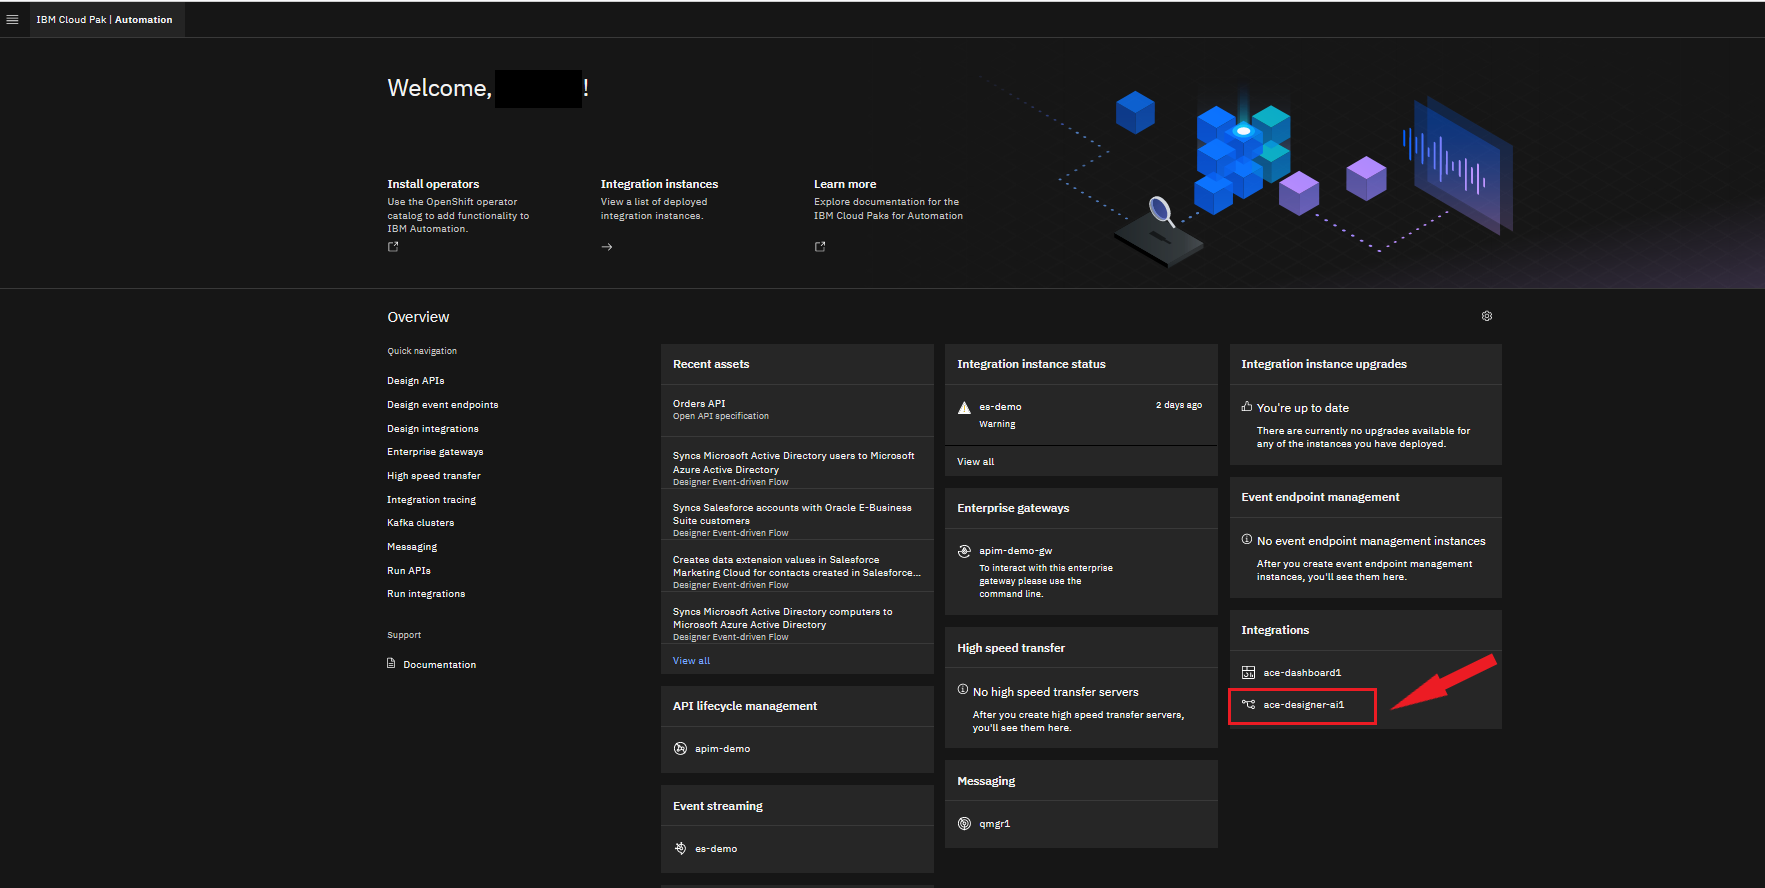 IBM Cloud Pak | Automation
Welcome, !
Install operators
Use the OpenShift operator
catalog to add functionality to
IBM Automation.
Integration instances
View a list of deployed
integration instances.
Learn more
Explore documentation for the
IBM Cloud Paks for Automation
Overview
Quick navigation
Design APIs
Design event endpoints
Design integrations
Enterprise gateways
High speed transfer
Integration tracing
Kafka clusters
Messaging
Run APIs
Run integrations
Support
Documentation
Recent assets
Orders API
Open API specification
Syncs Microsoft Active Directory users to Microsoft
Azure Active Directory
Designer Event-driven Flow
Syncs Salesforce accounts with Oracle E-Business
Suite customers
Designer Event-driven Flow
Creates data extension values in Salesforce
Marketing Cloud for contacts created in Salesforce...
Designer Event-driven Flow
Syncs Microsoft Active Directory computers to
Microsoft Azure Active Directory
Designer Event-driven Flow
View all
API lifecycle management
apim-demo
Event streaming
es-demo
Integration instance status
es-demo
2 days ago
Warning
View all
Enterprise gateways
apim-demo-gw
To interact with this enterprise
gateway please use the
command line.
High speed transfer
No high speed transfer servers
After you create high speed transfer servers,
you'll see them here.
Messaging
qmgr1
Integration instance upgrades
You're up to date
There are currently no upgrades available for
any of the instances you have deployed.
Event endpoint management
No event endpoint management instances
After you create event endpoint management
instances, you'll see them here.
Integrations
ace-dashboard1
ace-designer-ai1